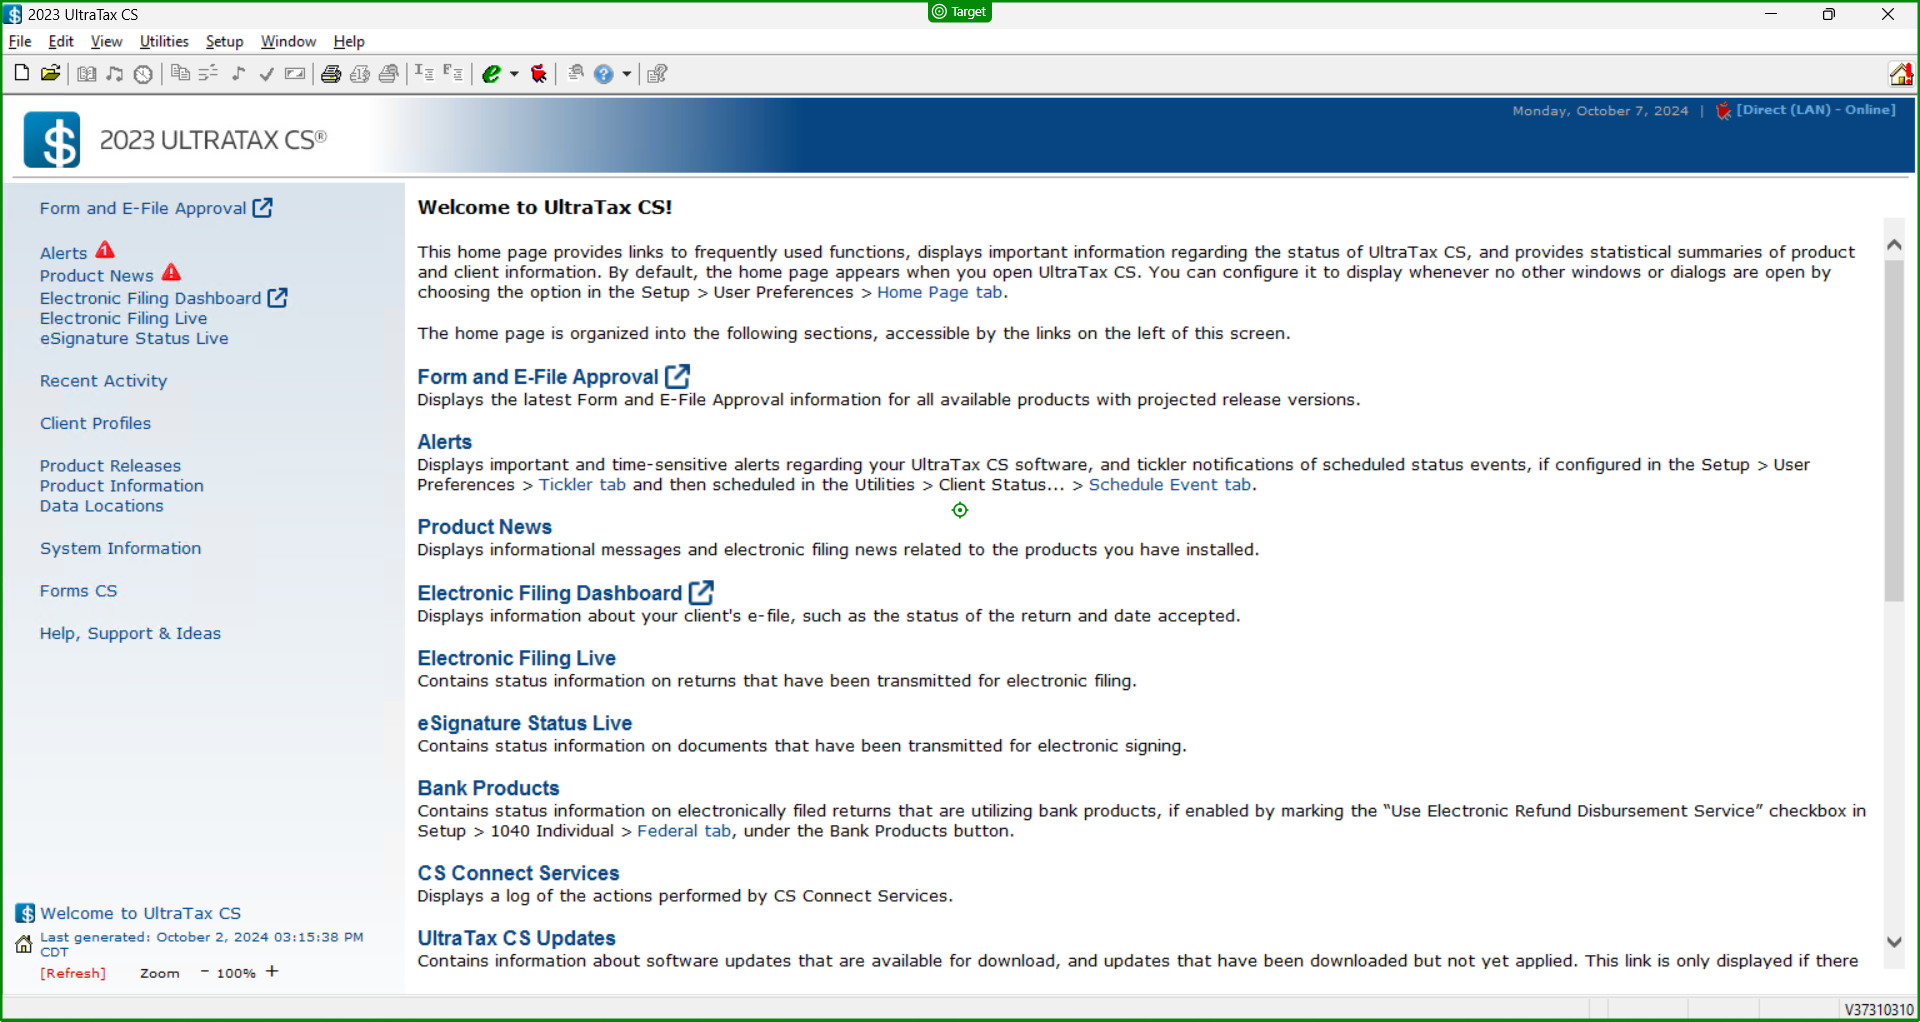 2023 UltraTax CS
Target
File Edit View Utilities Setup Window Help
Monday, October 7, 2024 | [Direct (LAN) - Online]
2023 ULTRATAX CS®
Form and E-File Approval
Alerts
Product News
Electronic Filing Dashboard
Electronic Filing Live
eSignature Status Live
Recent Activity
Client Profiles
Product Releases
Product Information
Data Locations
System Information
Forms CS
Help, Support & Ideas
Welcome to UltraTax CS
Last generated: October 2, 2024 03:15:38 PM
CDT
[Refresh] Zoom - 100% +
Welcome to UltraTax CS!
This home page provides links to frequently used functions, displays important information regarding the status of UltraTax CS, and provides statistical summaries of product
and client information. By default, the home page appears when you open UltraTax CS. You can configure it to display whenever no other windows or dialogs are open by
choosing the option in the Setup > User Preferences > Home Page tab.
The home page is organized into the following sections, accessible by the links on the left of this screen.
Form and E-File Approval
Displays the latest Form and E-File Approval information for all available products with projected release versions.
Alerts
Displays important and time-sensitive alerts regarding your UltraTax CS software, and tickler notifications of scheduled status events, if configured in the Setup > User
Preferences > Tickler tab and then scheduled in the Utilities > Client Status... > Schedule Event tab.
Product News
Displays informational messages and electronic filing news related to the products you have installed.
Electronic Filing Dashboard
Displays information about your client's e-file, such as the status of the return and date accepted.
Electronic Filing Live
Contains status information on returns that have been transmitted for electronic filing.
eSignature Status Live
Contains status information on documents that have been transmitted for electronic signing.
Bank Products
Contains status information on electronically filed returns that are utilizing bank products, if enabled by marking the “Use Electronic Refund Disbursement Service” checkbox in
Setup > 1040 Individual > Federal tab, under the Bank Products button.
CS Connect Services
Displays a log of the actions performed by CS Connect Services.
UltraTax CS Updates
Contains information about software updates that are available for download, and updates that have been downloaded but not yet applied. This link is only displayed if there
V37310310